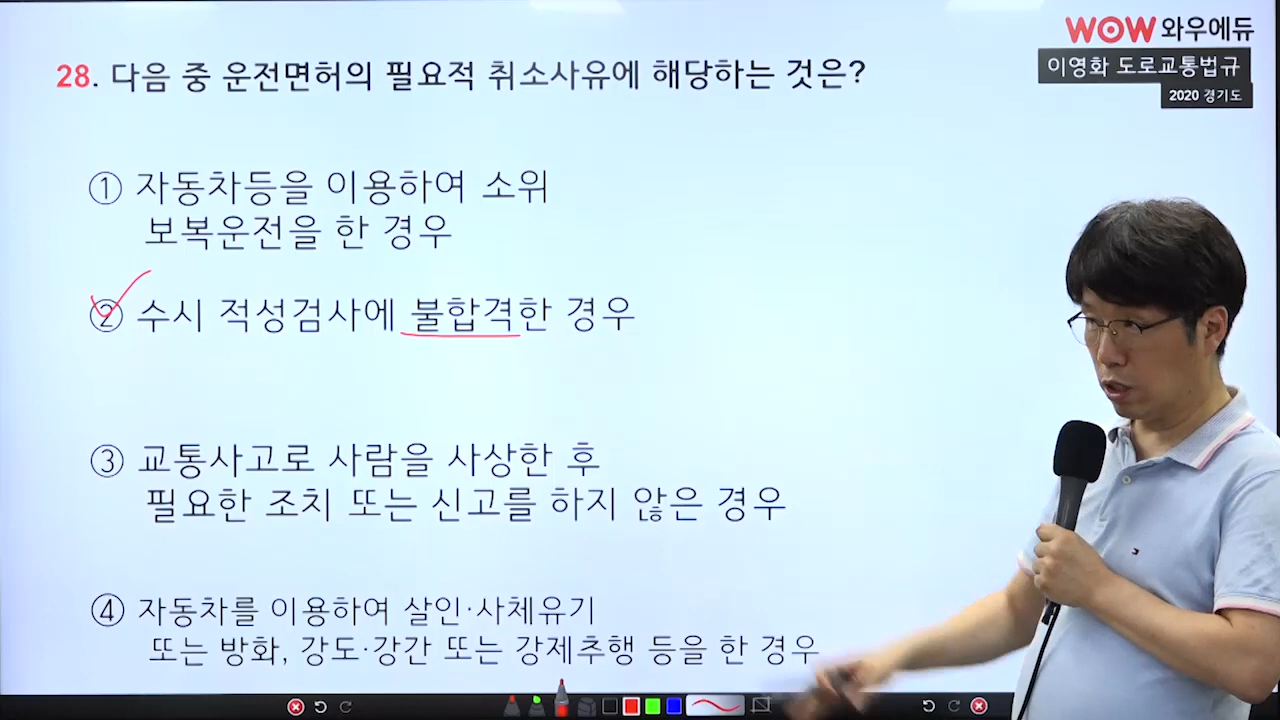 WOW 와우에듀
이영화 도로교통법규
2020 경기도
28. 다음 중 운전면허의 필요적 취소사유에 해당하는 것은?
① 자동차등을 이용하여 소위
보복운전을 한 경우
② 수시 적성검사에 불합격한 경우
③ 교통사고로 사람을 사상한 후
필요한 조치 또는 신고를 하지 않은 경우
④ 자동차를 이용하여 살인·사체유기
또는 방화, 강도·강간 또는 강제추행 등을 한 경우